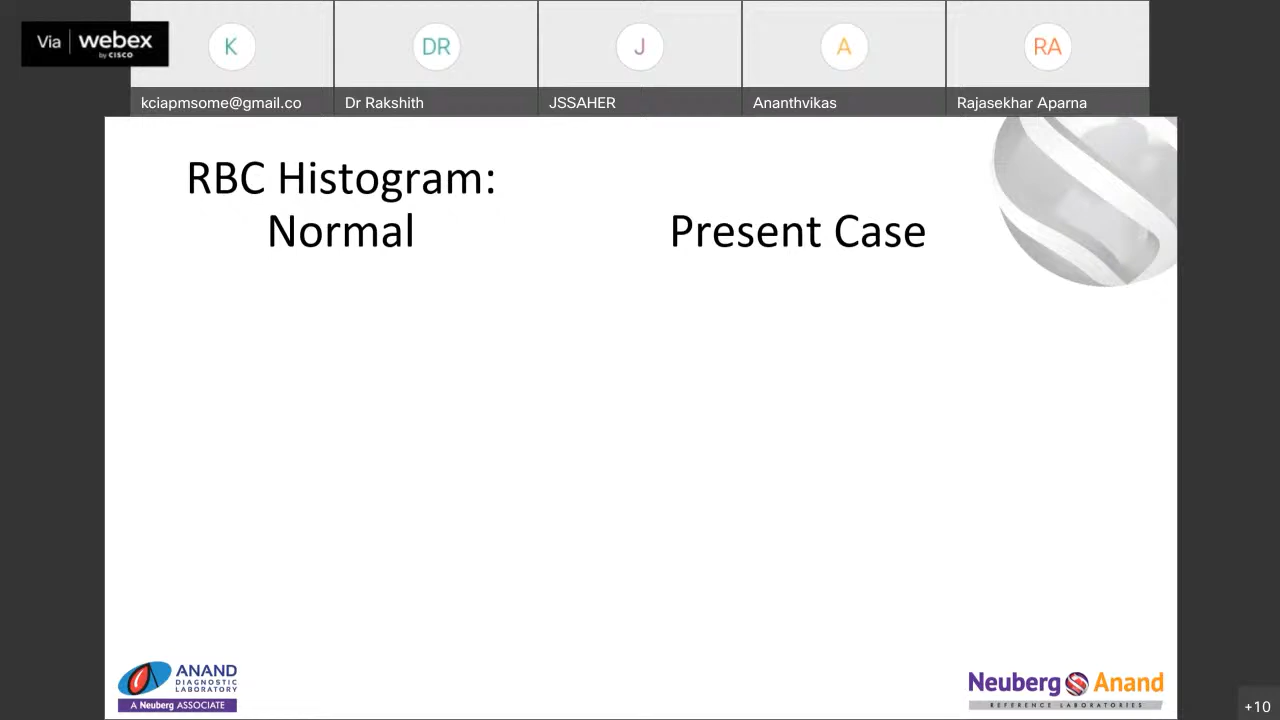 Via webex
by CISCO
K
DR
J
A
RA
kciapmsome@gmail.co
Dr Rakshith
JSSAHER
Ananthvikas
Rajasekhar Aparna
RBC Histogram:
Normal
Present Case
ANAND
DIAGNOSTIC
LABORATORY
A Neuberg ASSOCIATE
Neuberg Anand
REFERENCE LABORATORIES
+10